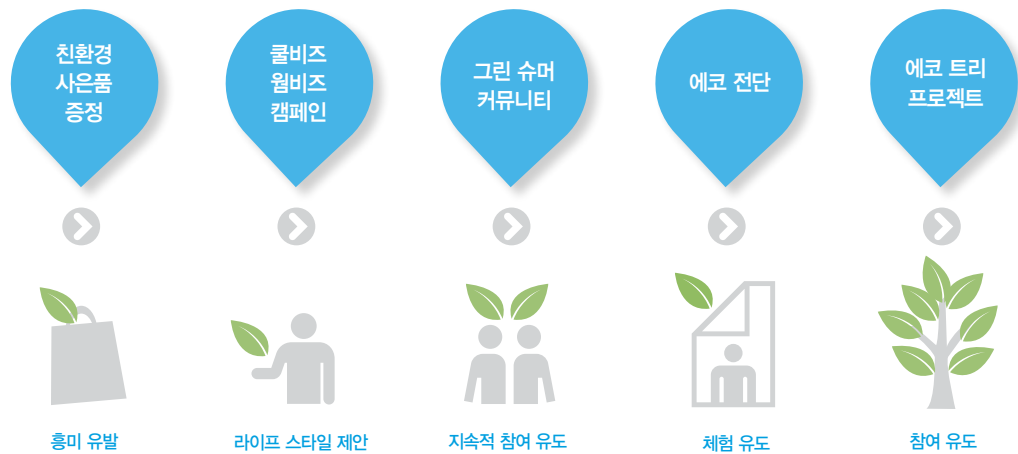 친환경
사은품
증정
쿨비즈
웜비즈
캠페인
그린 슈머
커뮤니티
에코 전단
에코 트리
프로젝트
흥미 유발
라이프 스타일 제안
지속적 참여 유도
체험 유도
참여 유도